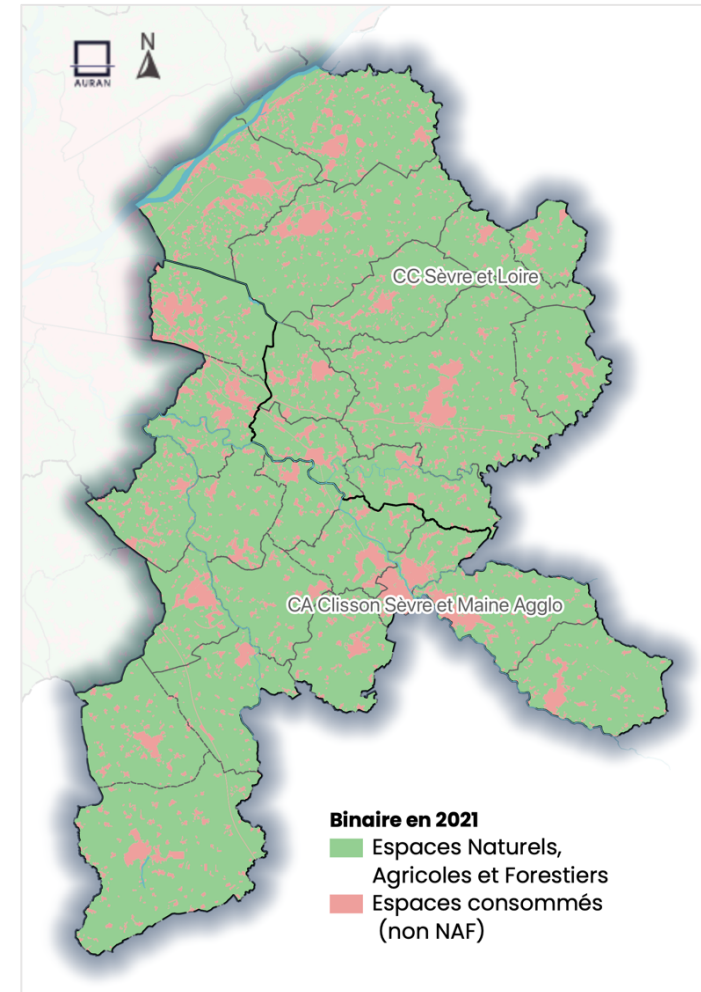 AURAN
N
CC Sèvre et Loire
CA Clisson Sèvre et Maine Agglo
Binaire en 2021
Espaces Naturels,
Agricoles et Forestiers
Espaces consommés
(non NAF)